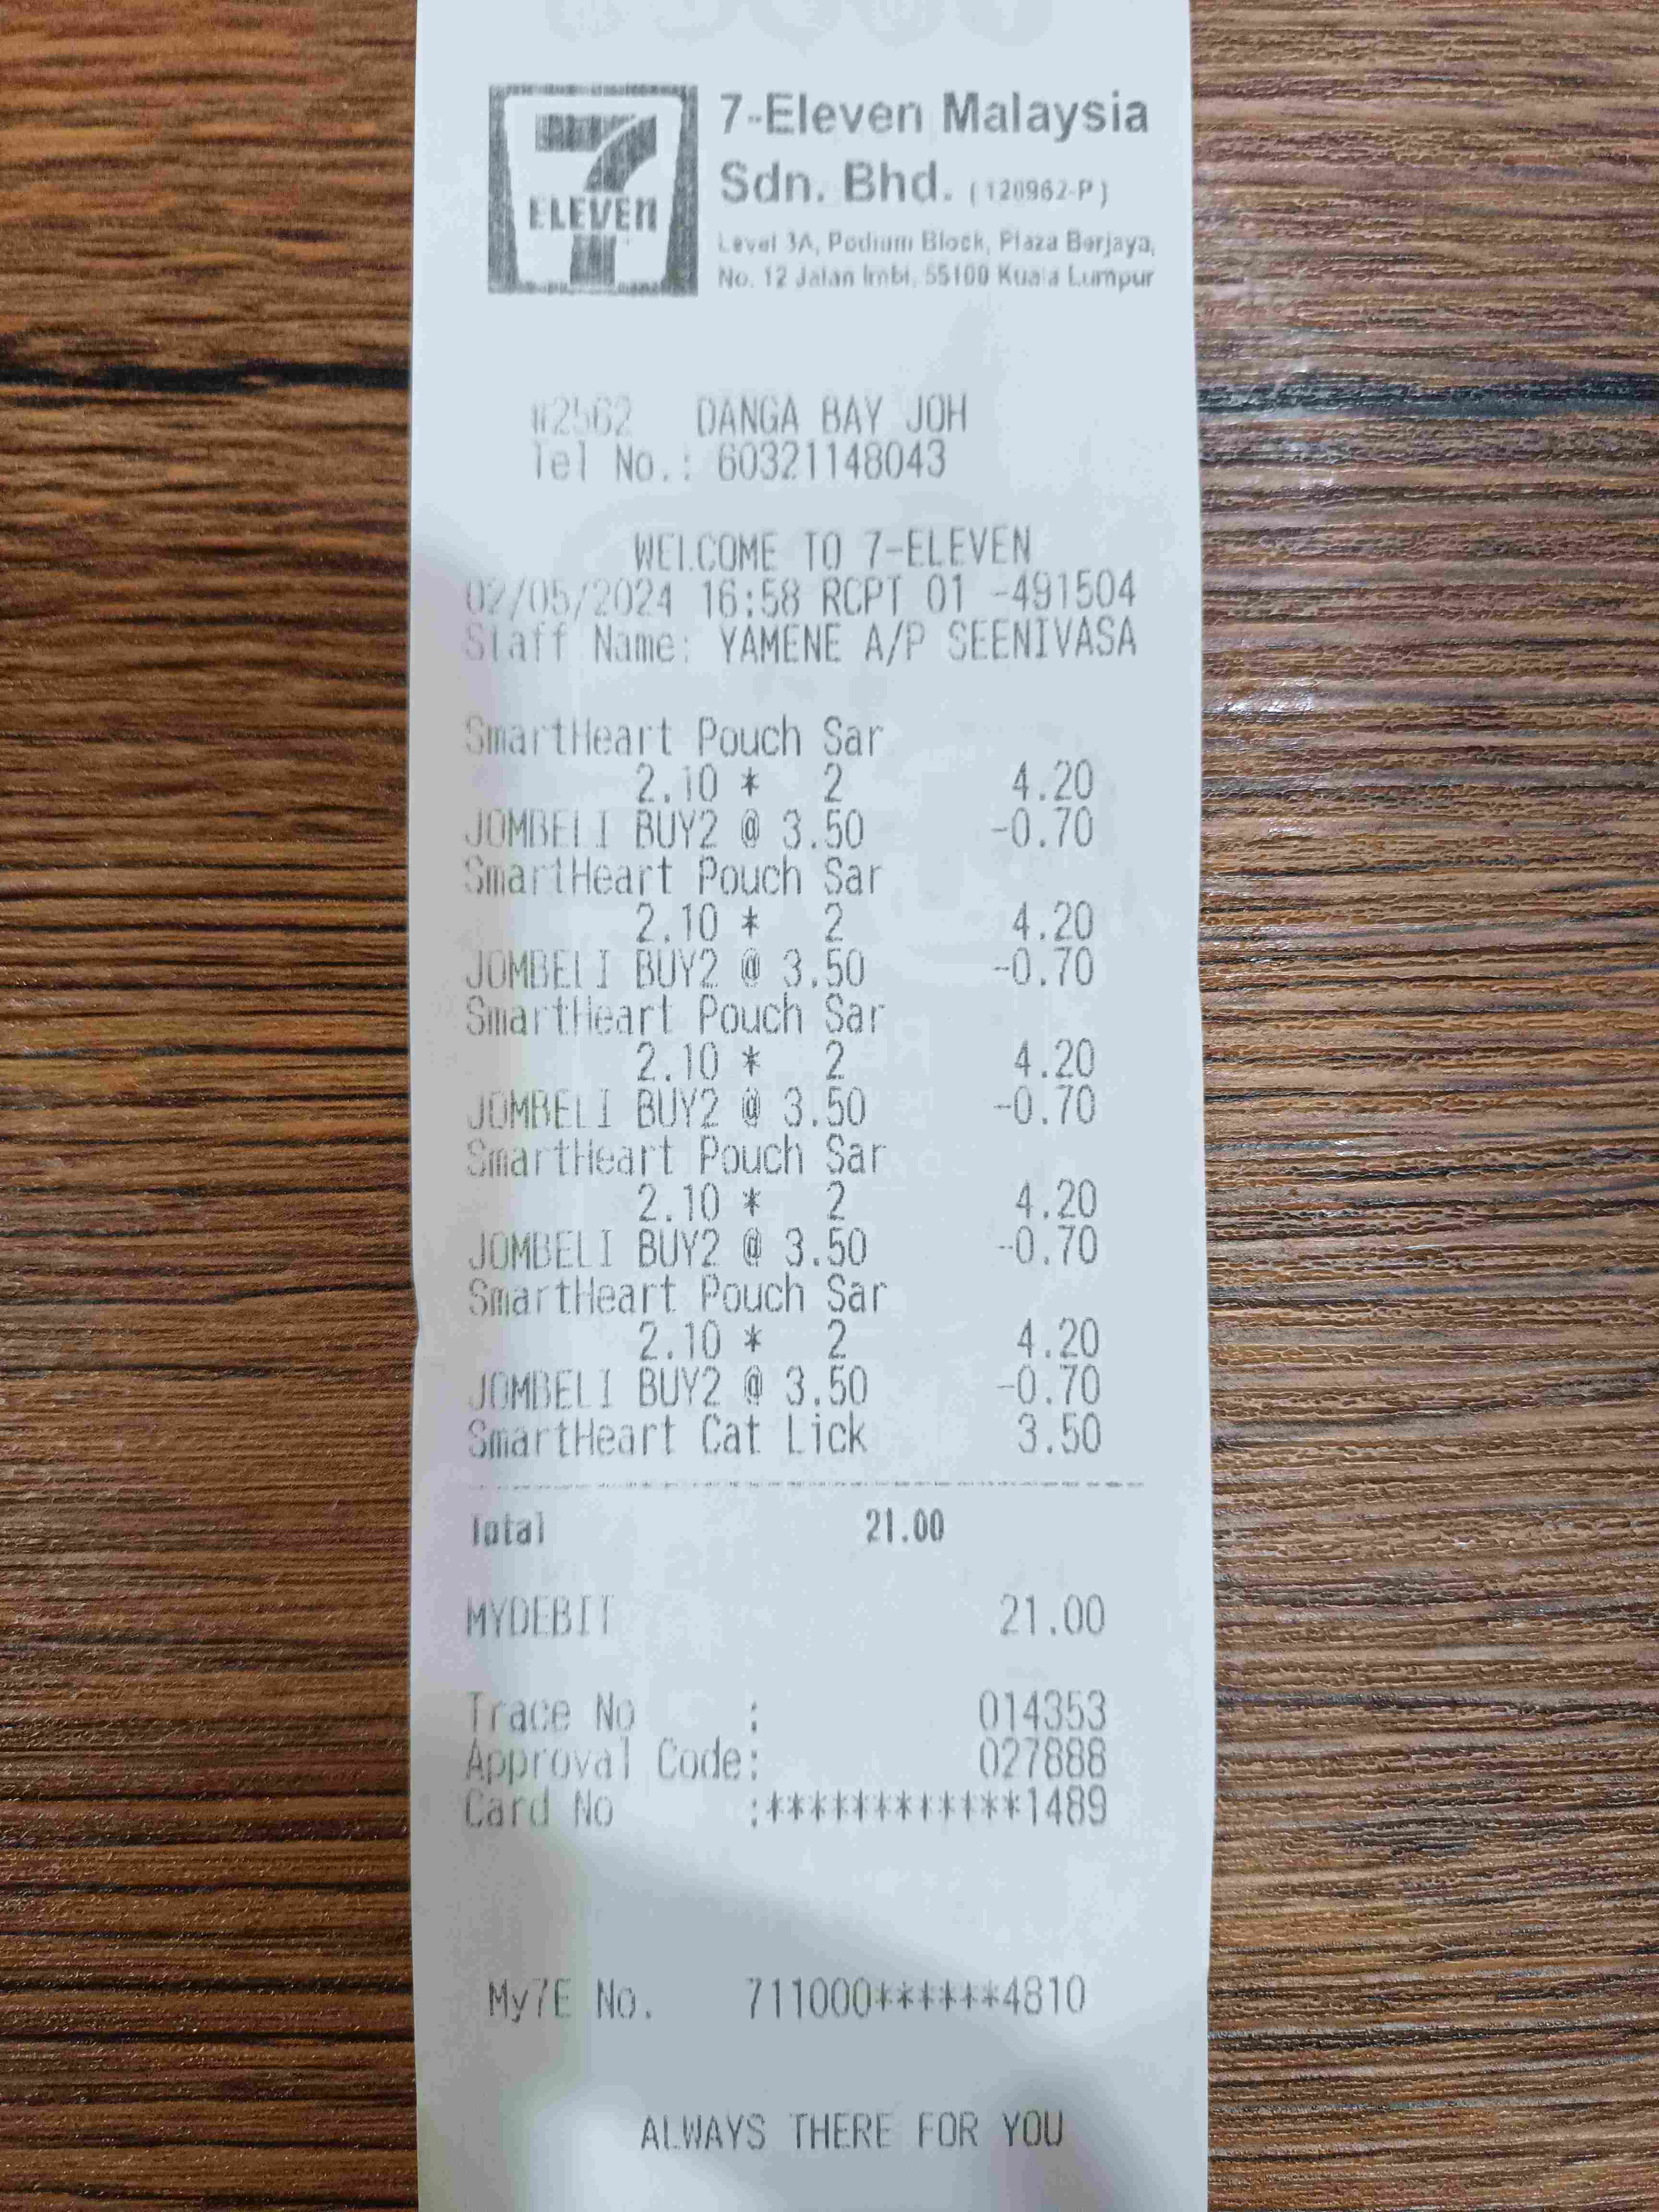 7-Eleven Malaysia
Sdn. Bhd. (120962-P)
Level 3A, Podium Block, Plaza Berjaya,
No. 12 Jalan Imbi, 55100 Kuala Lumpur
7
ELEVEN
#2562 DANGA BAY JOH
Tel No.: 60321148043
WELCOME TO 7-ELEVEN
02/05/2024 16:58 RCPT 01 -491504
Staff Name: YAMENE A/P SEENIVASA
SmartHeart Pouch Sar
2.10 * 2 4.20
JOMBELI BUY2 @ 3.50 -0.70
SmartHeart Pouch Sar
2.10 * 2 4.20
JOMBELI BUY2 @ 3.50 -0.70
SmartHeart Pouch Sar
2.10 * 2 4.20
JOMBELI BUY2 @ 3.50 -0.70
SmartHeart Pouch Sar
2.10 * 2 4.20
JOMBELI BUY2 @ 3.50 -0.70
SmartHeart Pouch Sar
2.10 * 2 4.20
JOMBELI BUY2 @ 3.50 -0.70
SmartHeart Cat Lick 3.50
Total 21.00
MYDEBIT 21.00
Trace No : 014353
Approval Code: 027888
Card No :************1489
My7E No. 711000******4810
ALWAYS THERE FOR YOU